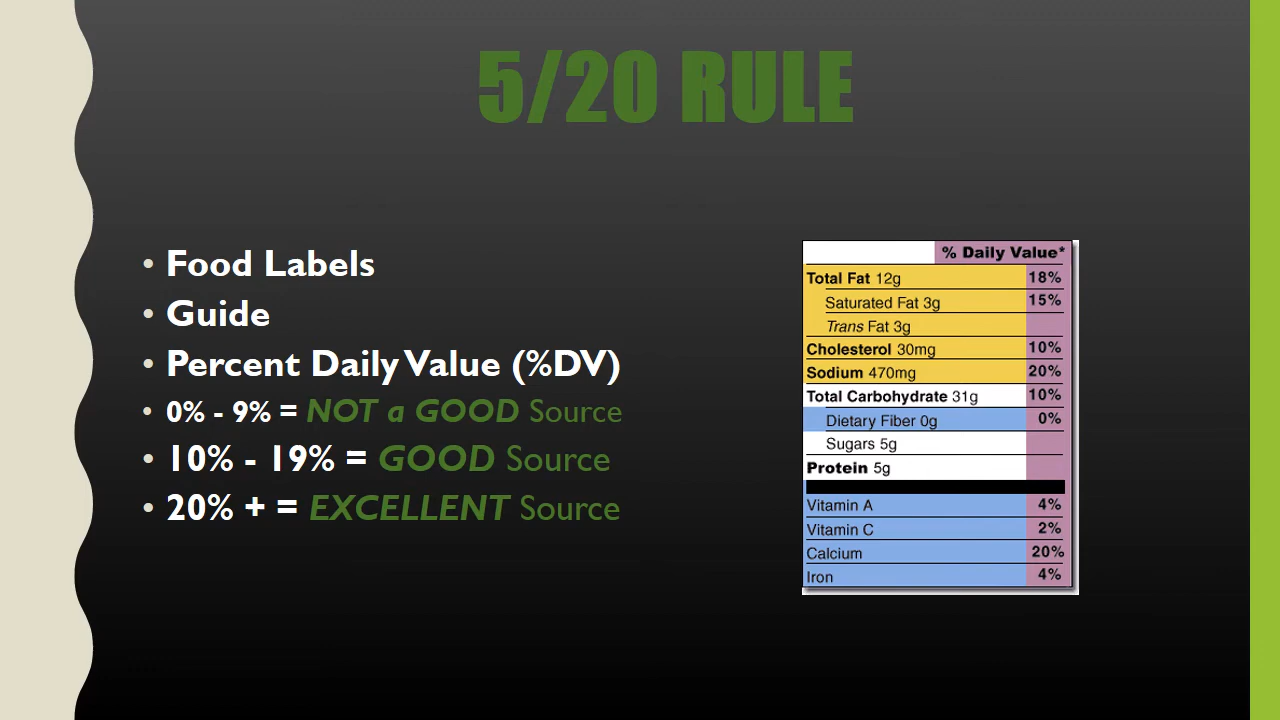 5/20 RULE
• Food Labels
• Guide
• Percent Daily Value (%DV)
• 0% - 9% = NOT a GOOD Source
• 10% - 19% = GOOD Source
• 20% + = EXCELLENT Source
% Daily Value*
Total Fat 12g 18%
Saturated Fat 3g 15%
Trans Fat 3g
Cholesterol 30mg 10%
Sodium 470mg 20%
Total Carbohydrate 31g 10%
Dietary Fiber 0g 0%
Sugars 5g
Protein 5g
Vitamin A 4%
Vitamin C 2%
Calcium 20%
Iron 4%